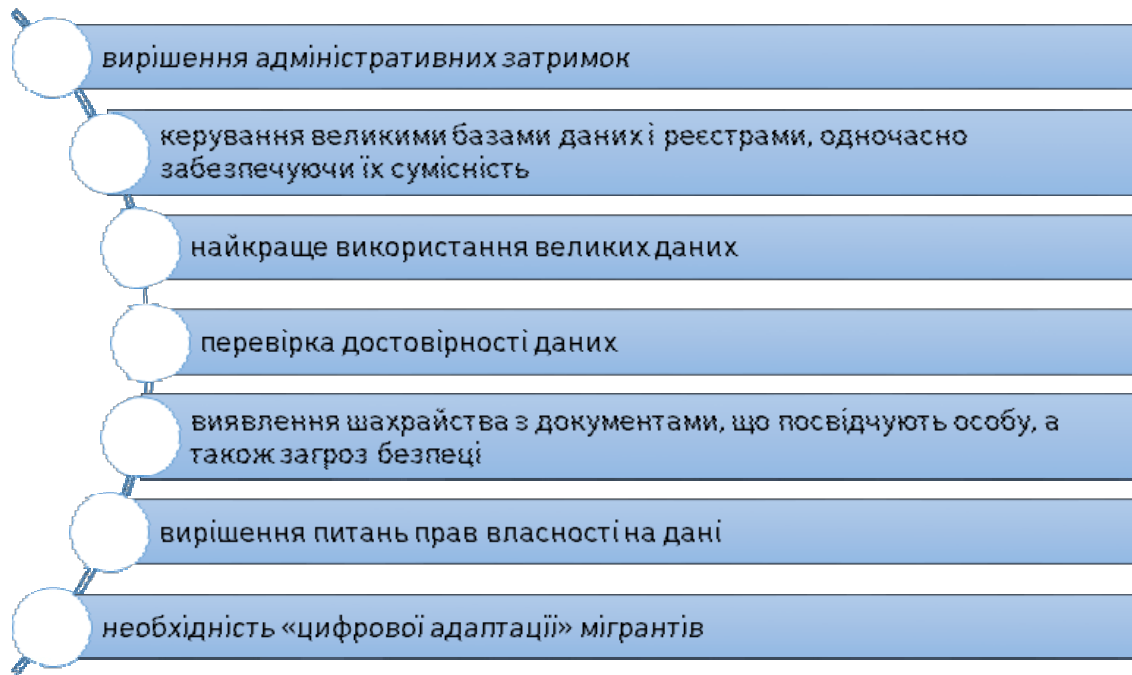 вирішення адміністративних затримок
керування великими базами даних і реєстрами, одночасно
забезпечуючи їх сумісність
найкраще використання великих даних
перевірка достовірності даних
виявлення шахрайства з документами, що посвідчують особу, а
також загроз безпеці
вирішення питань прав власності на дані
необхідність «цифрової адаптації» мігрантів